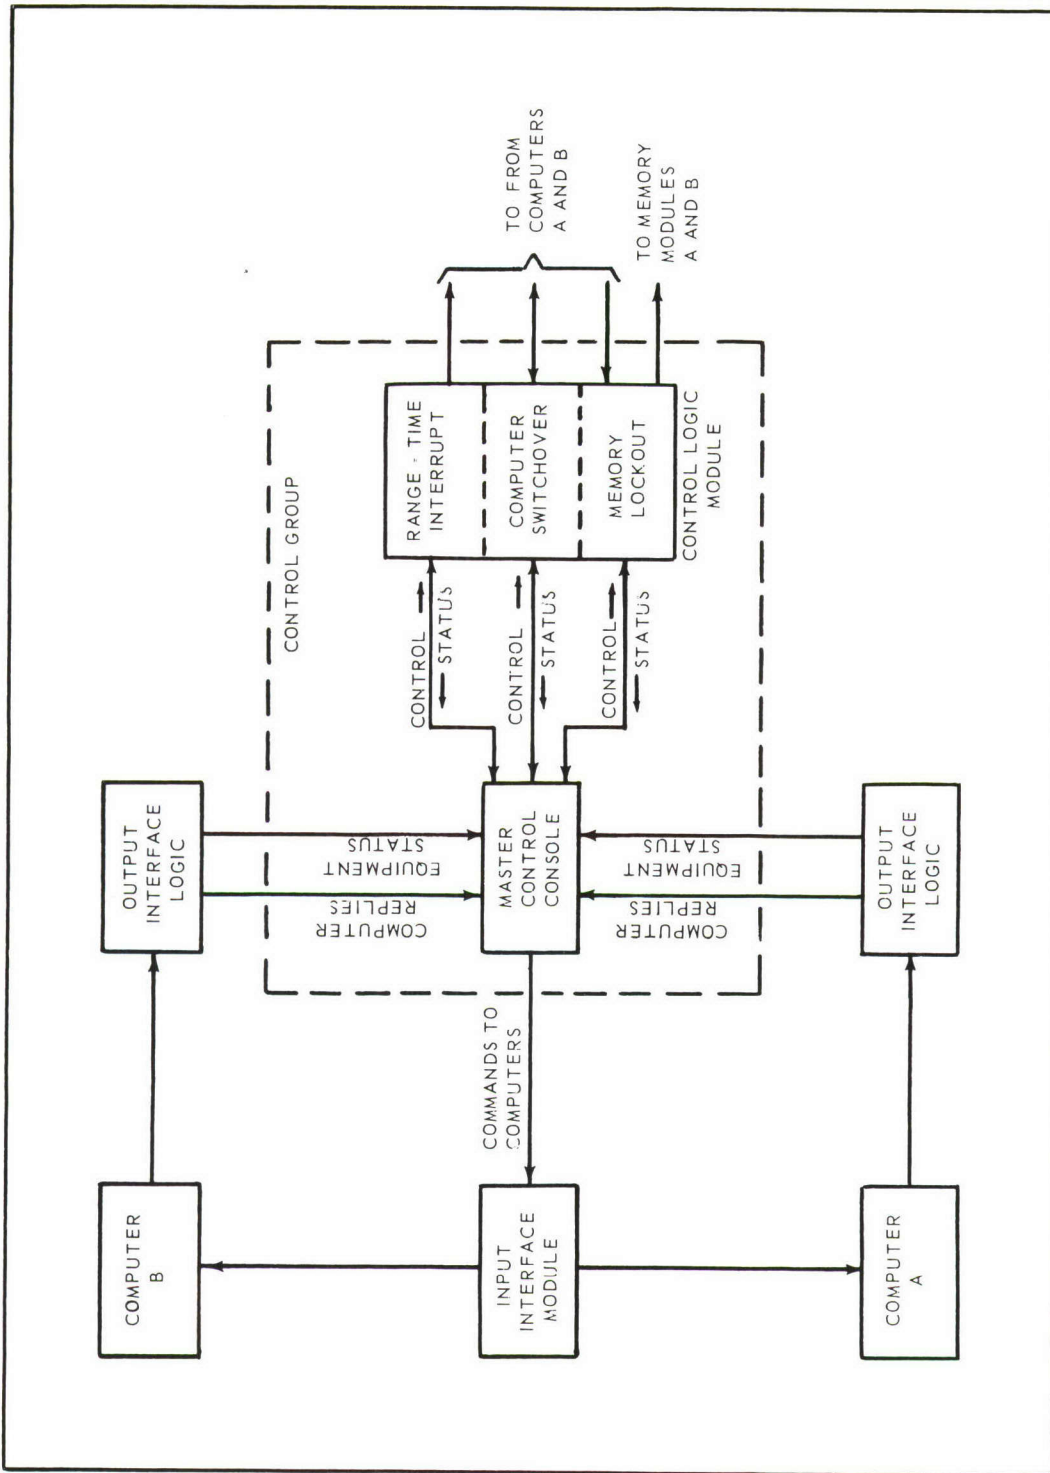 COMPUTER
B
OUTPUT
INTERFACE
LOGIC
CONTROL GROUP
COMPUTER
REPLIES
EQUIPMENT
STATUS
INPUT
INTERFACE
MODULE
COMMANDS TO
COMPUTERS
MASTER
CONTROL
CONSOLE
CONTROL
STATUS
CONTROL
STATUS
CONTROL
STATUS
RANGE - TIME
INTERRUPT
COMPUTER
SWITCHOVER
MEMORY
LOCKOUT
CONTROL LOGIC
MODULE
TO FROM
COMPUTERS
A AND B
TO MEMORY
MODULES
A AND B
COMPUTER
REPLIES
EQUIPMENT
STATUS
COMPUTER
A
OUTPUT
INTERFACE
LOGIC